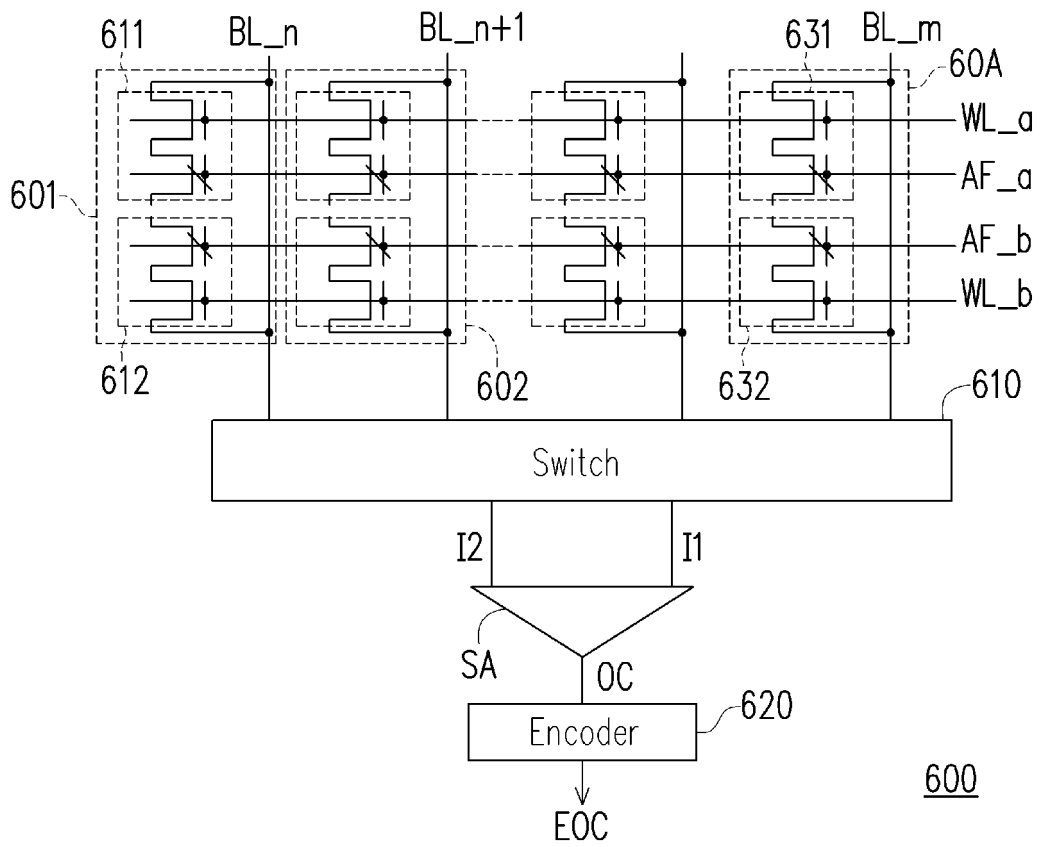 611
BL_n
BL_n+1
631
BL_m
60A
WL_a
AF_a
601
AF_b
WL_b
612
602
632
610
Switch
I2
I1
SA
OC
Encoder
620
EOC
600